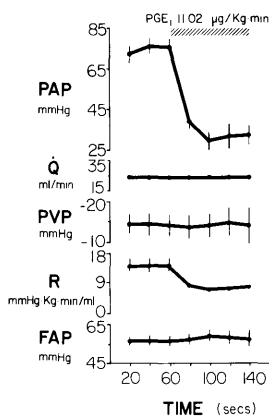 PGE₁ 11 02 μg/Kg·min
85
65
PAP
mmHg
45
25
Q̇
35
ml/min
15
-20
PVP
mmHg
-10
18
R
9
mmHg Kg·min/ml
0
65
FAP
mmHg
45
20 60 100 140
TIME (secs)